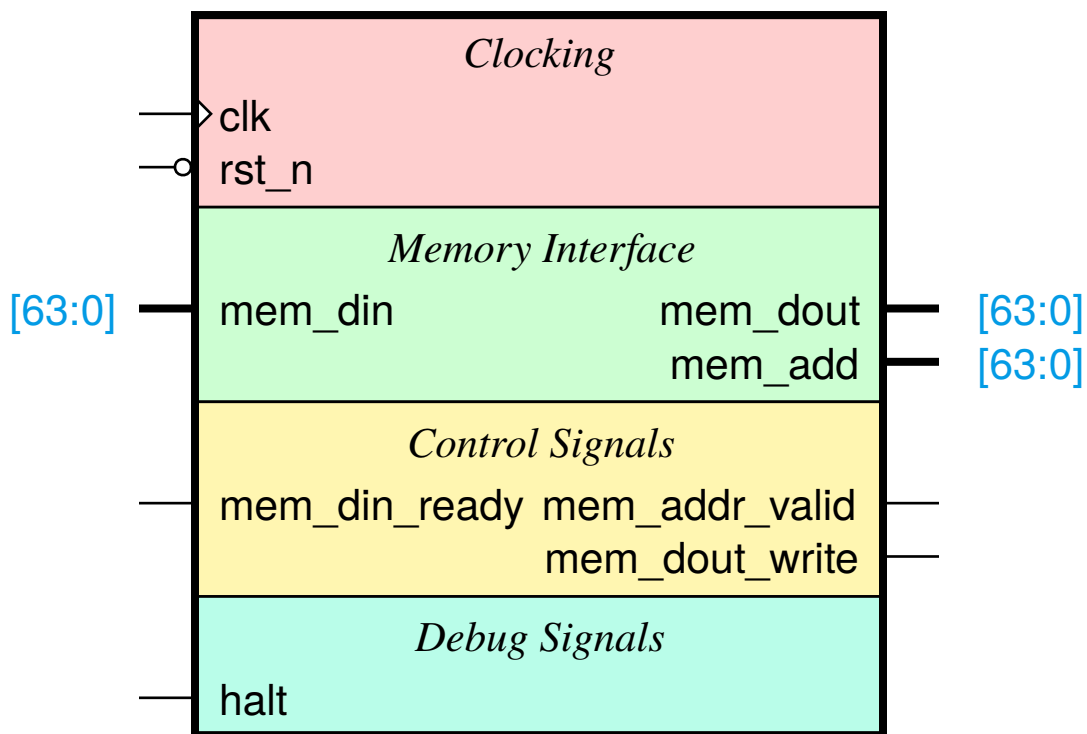 Clocking
clk
rst_n
Memory Interface
[63:0] mem_din mem_dout [63:0]
mem_add [63:0]
Control Signals
mem_din_ready mem_addr_valid
mem_dout_write
Debug Signals
halt